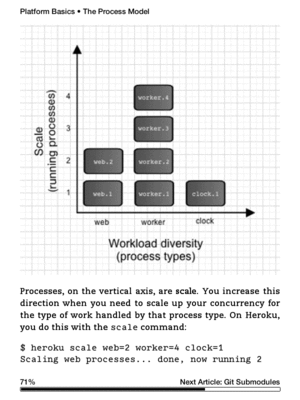 Platform Basics • The Process Model
Scale
(running processes)
4
3
2
1
worker.4
worker.3
web.2
worker.2
web.1
worker.1
clock.1
web
worker
clock
Workload diversity
(process types)
Processes, on the vertical axis, are scale. You increase this
direction when you need to scale up your concurrency for
the type of work handled by that process type. On Heroku,
you do this with the scale command:
$ heroku scale web=2 worker=4 clock=1
Scaling web processes... done, now running 2
71%
Next Article: Git Submodules